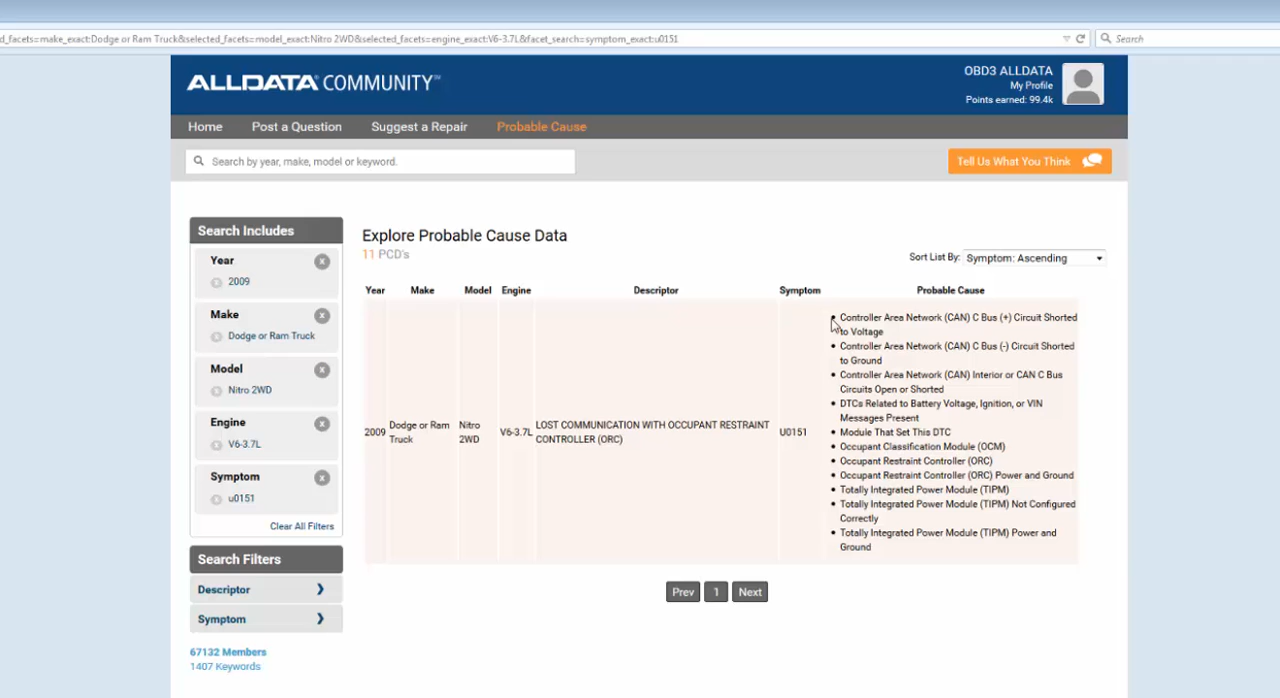 d_facets=make_exact:Dodge or Ram Truck&selected_facets=model_exact:Nitro 2WD&selected_facets=engine_exact:V6-3.7L&facet_search=symptom_exact:u0151
Search
ALLDATA® COMMUNITY™
OBD3 ALLDATA
My Profile
Points earned: 99.4k
Home Post a Question Suggest a Repair Probable Cause
Search by year, make, model or keyword.
Tell Us What You Think
Search Includes
Year
2009
Make
Dodge or Ram Truck
Model
Nitro 2WD
Engine
V6-3.7L
Symptom
u0151
Clear All Filters
Search Filters
Descriptor
Symptom
67132 Members
1407 Keywords
Explore Probable Cause Data
11 PCD's
Sort List By: Symptom: Ascending
Year Make Model Engine Descriptor Symptom Probable Cause
2009
Dodge or Ram
Truck
Nitro
2WD
V6-3.7L
LOST COMMUNICATION WITH OCCUPANT RESTRAINT
CONTROLLER (ORC)
U0151
• Controller Area Network (CAN) C Bus (+) Circuit Shorted
to Voltage
• Controller Area Network (CAN) C Bus (-) Circuit Shorted
to Ground
• Controller Area Network (CAN) Interior or CAN C Bus
Circuits Open or Shorted
• DTCs Related to Battery Voltage, Ignition, or VIN
Messages Present
• Module That Set This DTC
• Occupant Classification Module (OCM)
• Occupant Restraint Controller (ORC)
• Occupant Restraint Controller (ORC) Power and Ground
• Totally Integrated Power Module (TIPM)
• Totally Integrated Power Module (TIPM) Not Configured
Correctly
• Totally Integrated Power Module (TIPM) Power and
Ground
Prev 1 Next